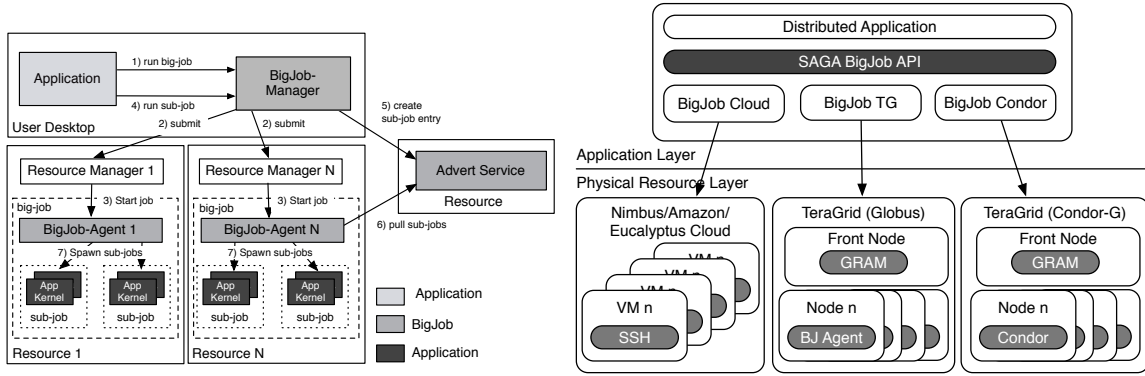 Application
1) run big-job
4) run sub-job
BigJob-
Manager
5) create
sub-job entry
User Desktop
2) submit
2) submit
Resource Manager 1
Resource Manager N
Advert Service
Resource
3) Start job
3) Start job
big-job
big-job
BigJob-Agent 1
BigJob-Agent N
6) pull sub-jobs
7) Spawn sub-jobs
7) Spawn sub-jobs
App
Kernel
App
Kernel
App
Kernel
App
Kernel
sub-job
sub-job
sub-job
sub-job
Resource 1
Resource N
Application
BigJob
Application
Distributed Application
SAGA BigJob API
BigJob Cloud
BigJob TG
BigJob Condor
Application Layer
Physical Resource Layer
Nimbus/Amazon/
Eucalyptus Cloud
VM n
SSH
TeraGrid (Globus)
Front Node
GRAM
Node n
BJ Agent
TeraGrid (Condor-G)
Front Node
GRAM
Node n
Condor